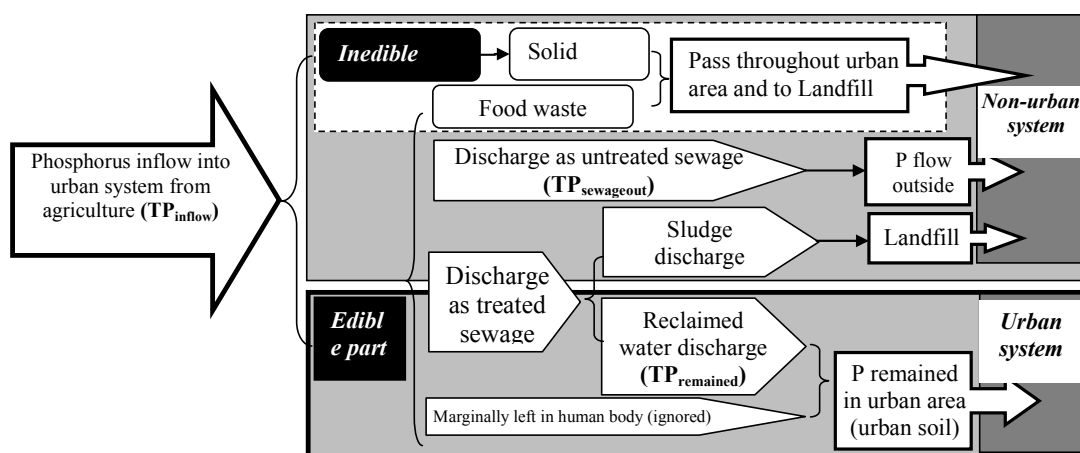 Phosphorus inflow into
urban system from
agriculture (TPinflow)
Inedible
Solid
Food waste
Pass throughout urban
area and to Landfill
Non-urban
system
Discharge as untreated sewage
(TPsewageout)
P flow
outside
Sludge
discharge
Landfill
Discharge
as treated
sewage
Edibl
e part
Reclaimed
water discharge
(TPremained)
Marginally left in human body (ignored)
P remained
in urban area
(urban soil)
Urban
system